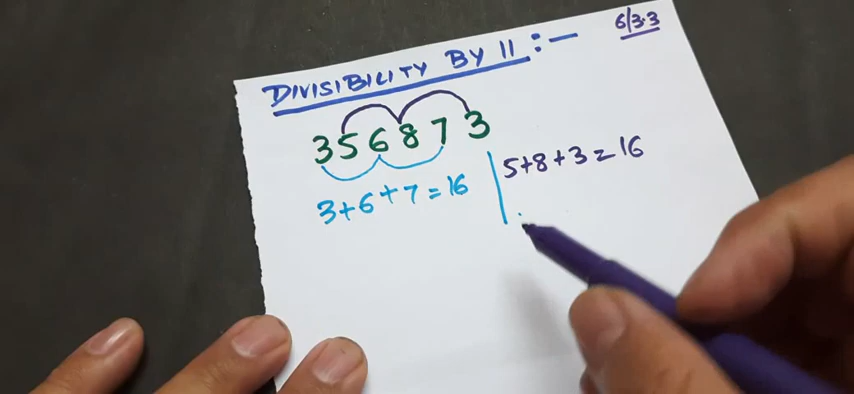 6/3.3
DIVISIBILITY BY 11 :-
356873
3+6+7=16
5+8+3=16